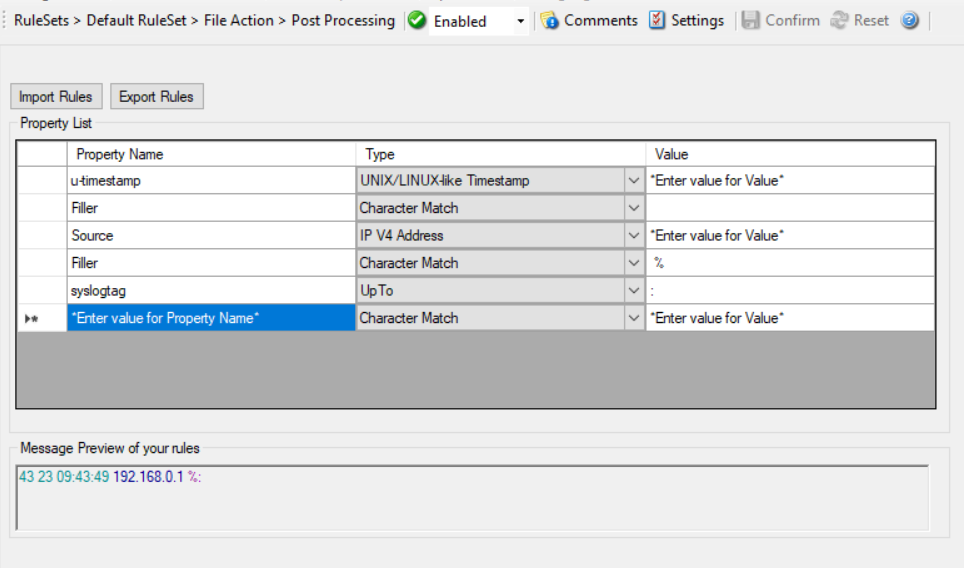 RuleSets > Default RuleSet > File Action > Post Processing Enabled Comments Settings Confirm Reset
Import Rules Export Rules
Property List
Property Name Type Value
u-timestamp UNIX/LINUX-like Timestamp *Enter value for Value*
Filler Character Match
Source IP V4 Address *Enter value for Value*
Filler Character Match %
syslogtag UpTo :
*Enter value for Property Name* Character Match *Enter value for Value*
Message Preview of your rules
43 23 09:43:49 192.168.0.1 %: